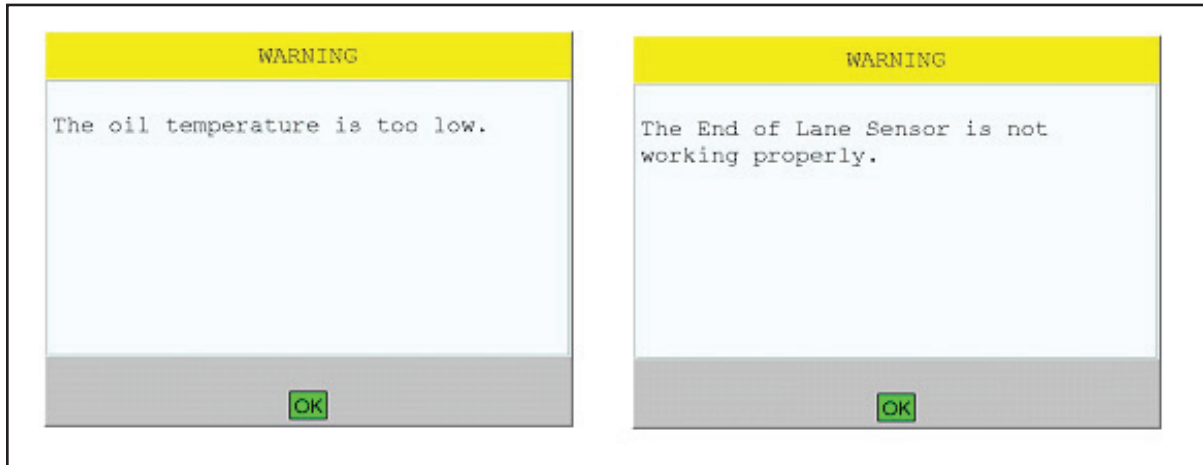 WARNING
The oil temperature is too low.
OK
WARNING
The End of Lane Sensor is not
working properly.
OK